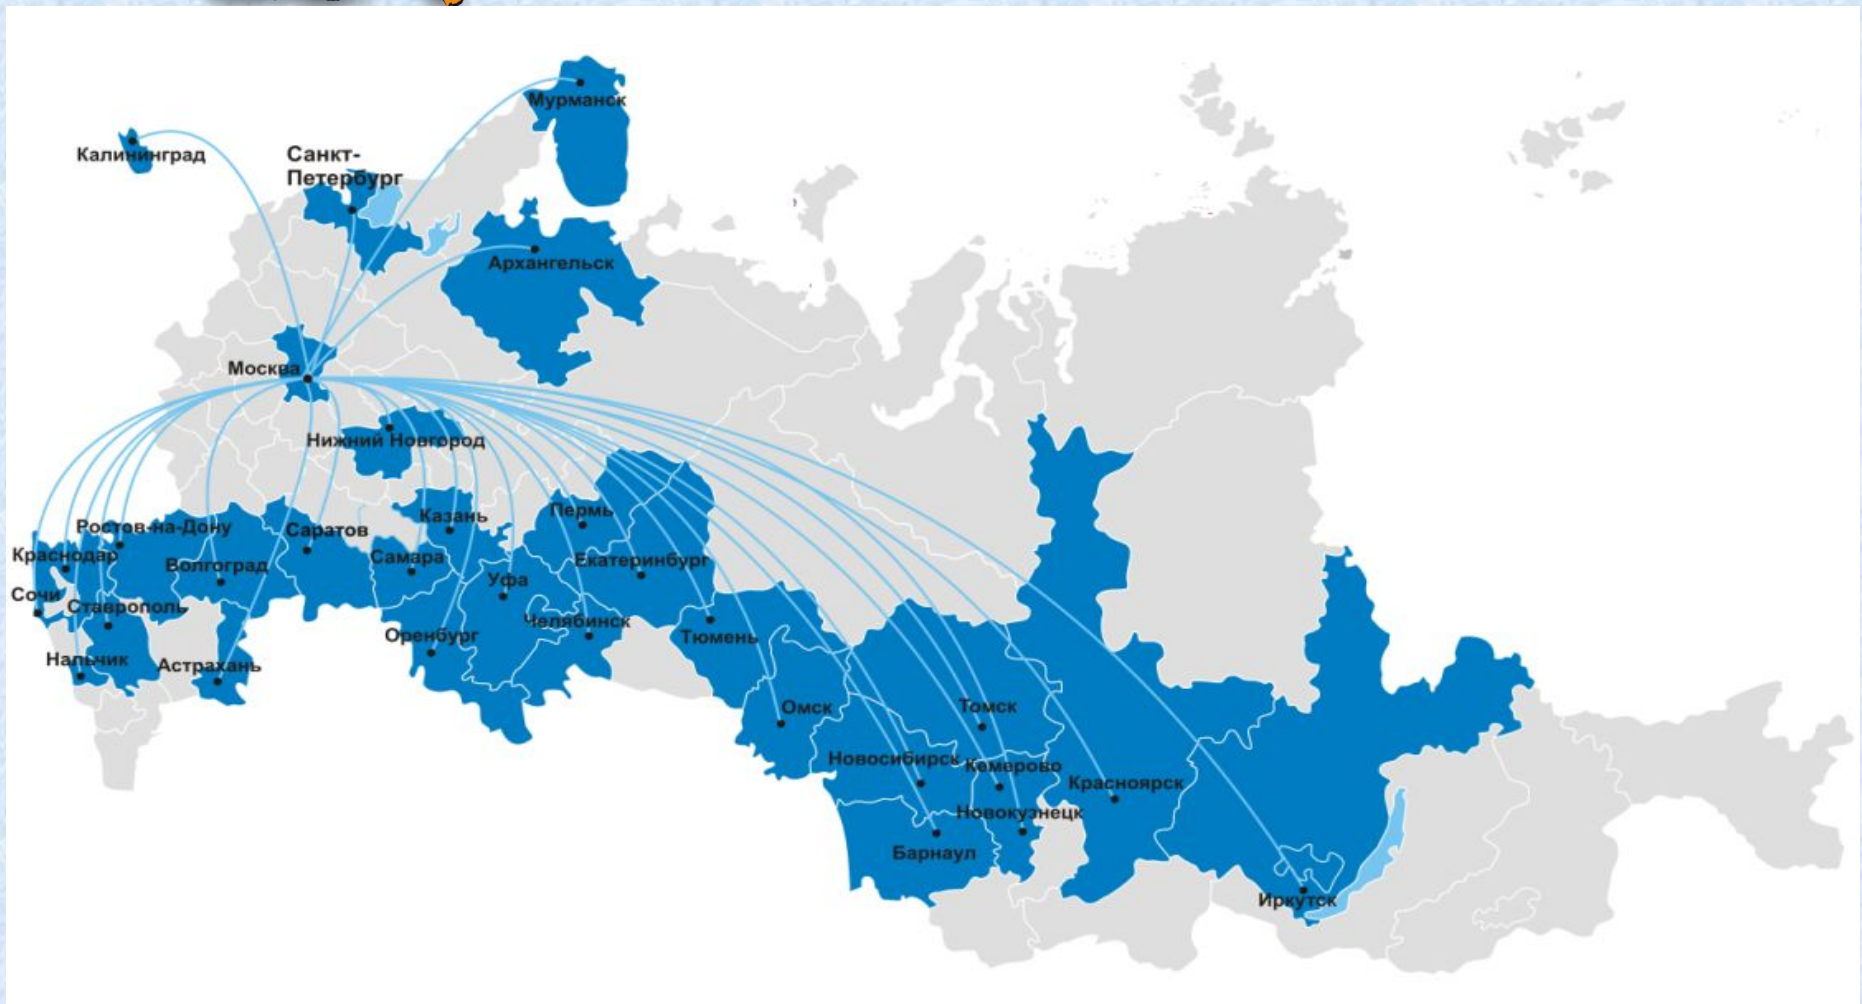 Мурманск
Калининград
Санкт-
Петербург
Архангельск
Москва
Нижний Новгород
Казань
Пермь
Ростов-на-Дону
Саратов
Краснодар
Волгоград
Самара
Екатеринбург
Уфа
Сочи
Ставрополь
Челябинск
Оренбург
Тюмень
Нальчик
Астрахань
Омск
Томск
Новосибирск
Кемерово
Красноярск
Новокузнецк
Барнаул
Иркутск